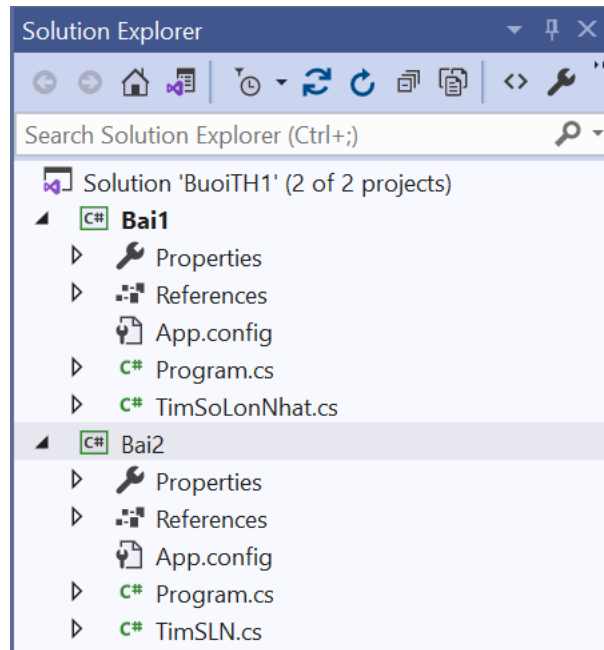 Solution Explorer
Search Solution Explorer (Ctrl+;)
Solution 'BuoiTH1' (2 of 2 projects)
C# Bai1
Properties
References
App.config
C# Program.cs
C# TimSoLonNhat.cs
C# Bai2
Properties
References
App.config
C# Program.cs
C# TimSLN.cs